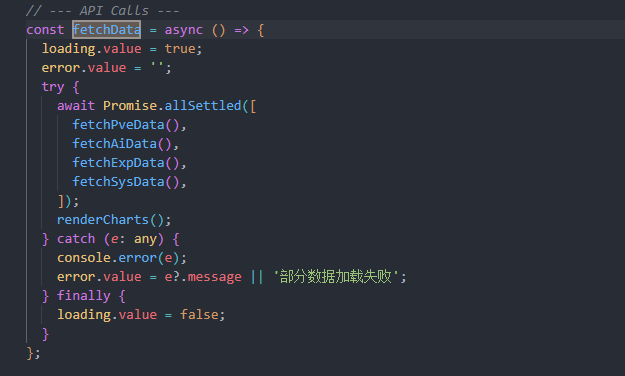 // --- API Calls ---
const fetchData = async () => {
  loading.value = true;
  error.value = '';
  try {
    await Promise.allSettled([
      fetchPveData(),
      fetchAiData(),
      fetchExpData(),
      fetchSysData(),
    ]);
    renderCharts();
  } catch (e: any) {
    console.error(e);
    error.value = e?.message || '部分数据加载失败';
  } finally {
    loading.value = false;
  }
};